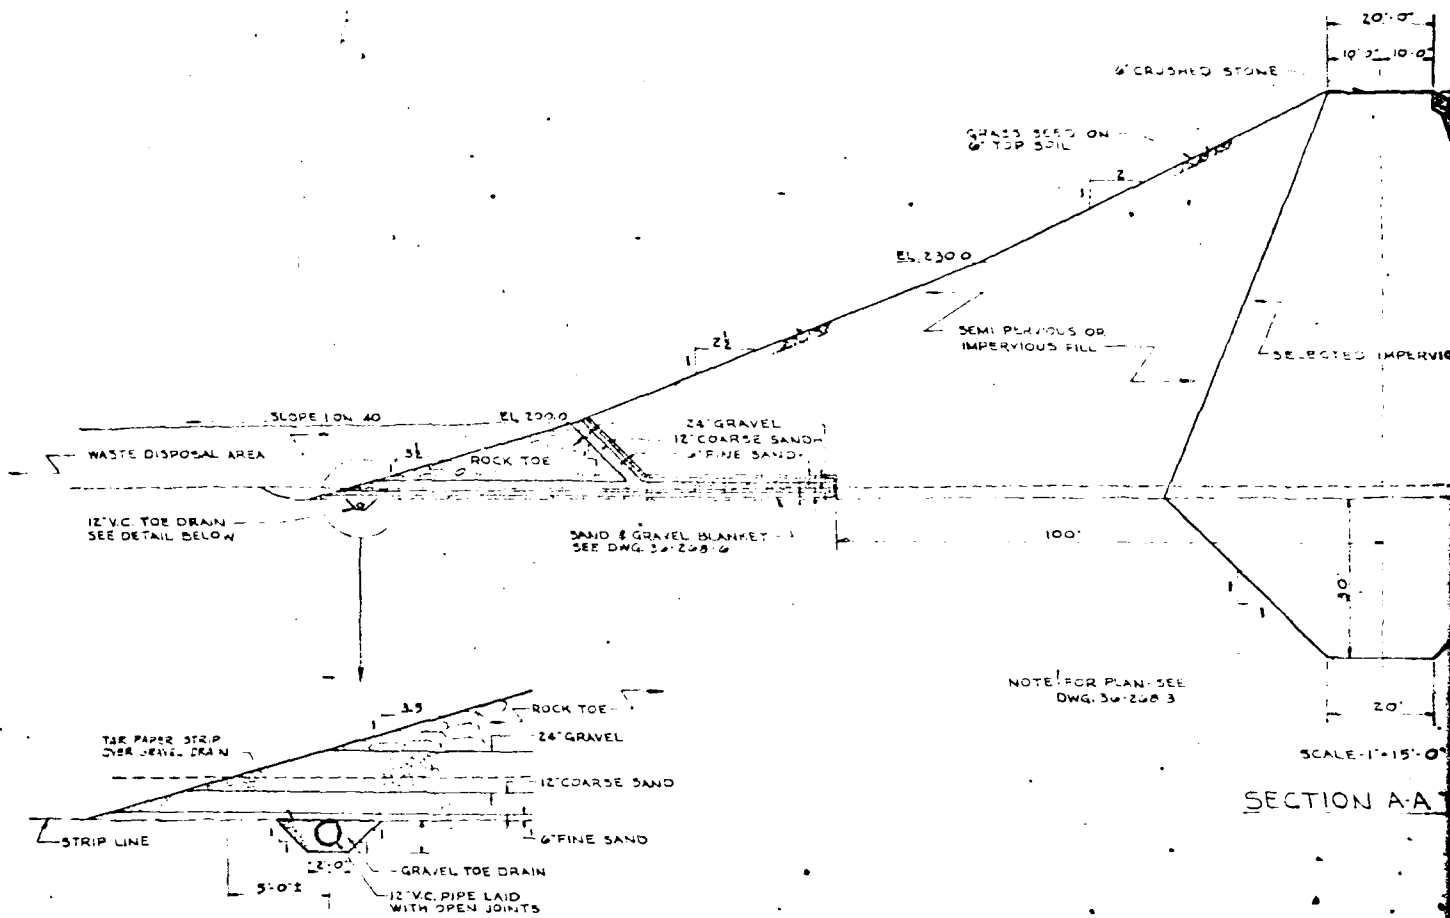 20'-0"
10'-0" 10'-0"
6" CRUSHED STONE
GRASS SEED ON
6" TOP SOIL
2
1
EL. 230.0
SEMI PERVIOUS OR
IMPERVIOUS FILL
SELECTED IMPERVIO
2½
1
SLOPE 1 ON 40
EL. 200.0
24" GRAVEL
12" COARSE SAND
6" FINE SAND
WASTE DISPOSAL AREA
3½
1
ROCK TOE
12" V.C. TOE DRAIN
SEE DETAIL BELOW
SAND & GRAVEL BLANKET
SEE DWG. 36-268-6
100'
30'
1
1
NOTE: FOR PLAN-SEE
DWG. 36-268-3
20'
SCALE-1"=15'-0"
SECTION A-A
3.5
ROCK TOE
TAR PAPER STRIP
OVER GRAVEL DRAIN
24" GRAVEL
12" COARSE SAND
STRIP LINE
6" FINE SAND
1
1
2'-0"
GRAVEL TOE DRAIN
5'-0"±
12" V.C. PIPE LAID
WITH OPEN JOINTS